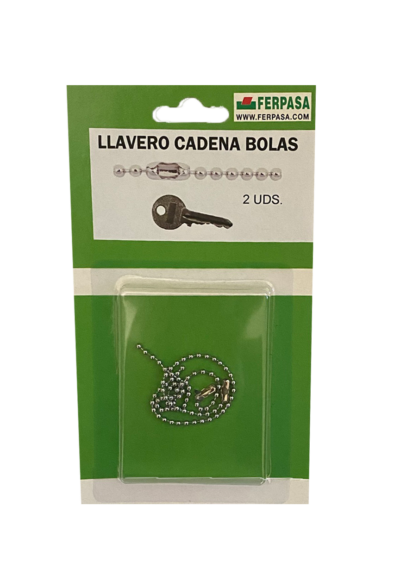 FERPASA
WWW.FERPASA.COM
LLAVERO CADENA BOLAS
2 UDS.